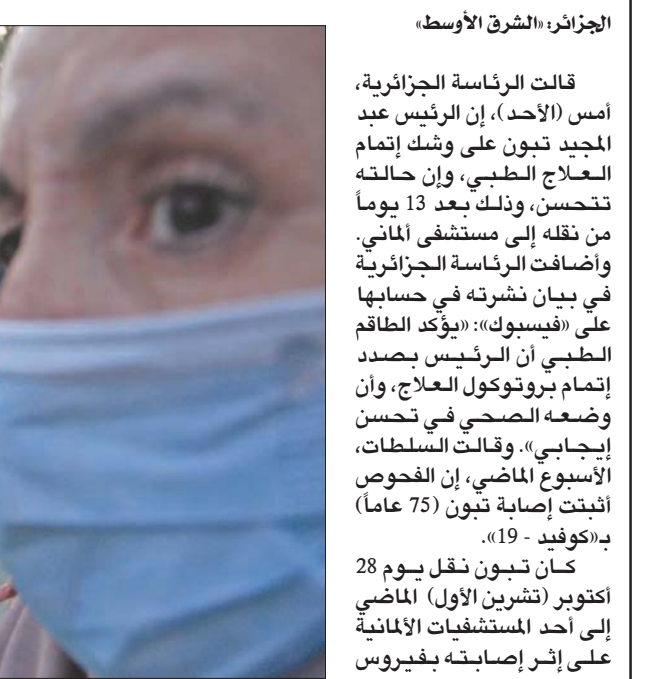 الجزائر: «الشرق الأوسط»
قالت الرئاسة الجزائرية،
أمس (الأحد)، إن الرئيس عبد
المجيد تبون على وشك إتمام
العلاج الطبي، وإن حالته
تتحسن، وذلك بعد 13 يوماً
من نقله إلى مستشفى ألماني.
وأضافت الرئاسة الجزائرية
في بيان نشرته في حسابها
على «فيسبوك»: «يؤكد الطاقم
الطبي أن الرئيس بصدد
إتمام بروتوكول العلاج، وأن
وضعه الصحي في تحسن
إيجابي». وقالت السلطات،
الأسبوع الماضي، إن الفحوص
أثبتت إصابة تبون (75 عاماً)
بـ«كوفيد - 19».
كان تبون نقل يوم 28
أكتوبر (تشرين الأول) الماضي
إلى أحد المستشفيات الألمانية
على إثر إصابته بفيروس